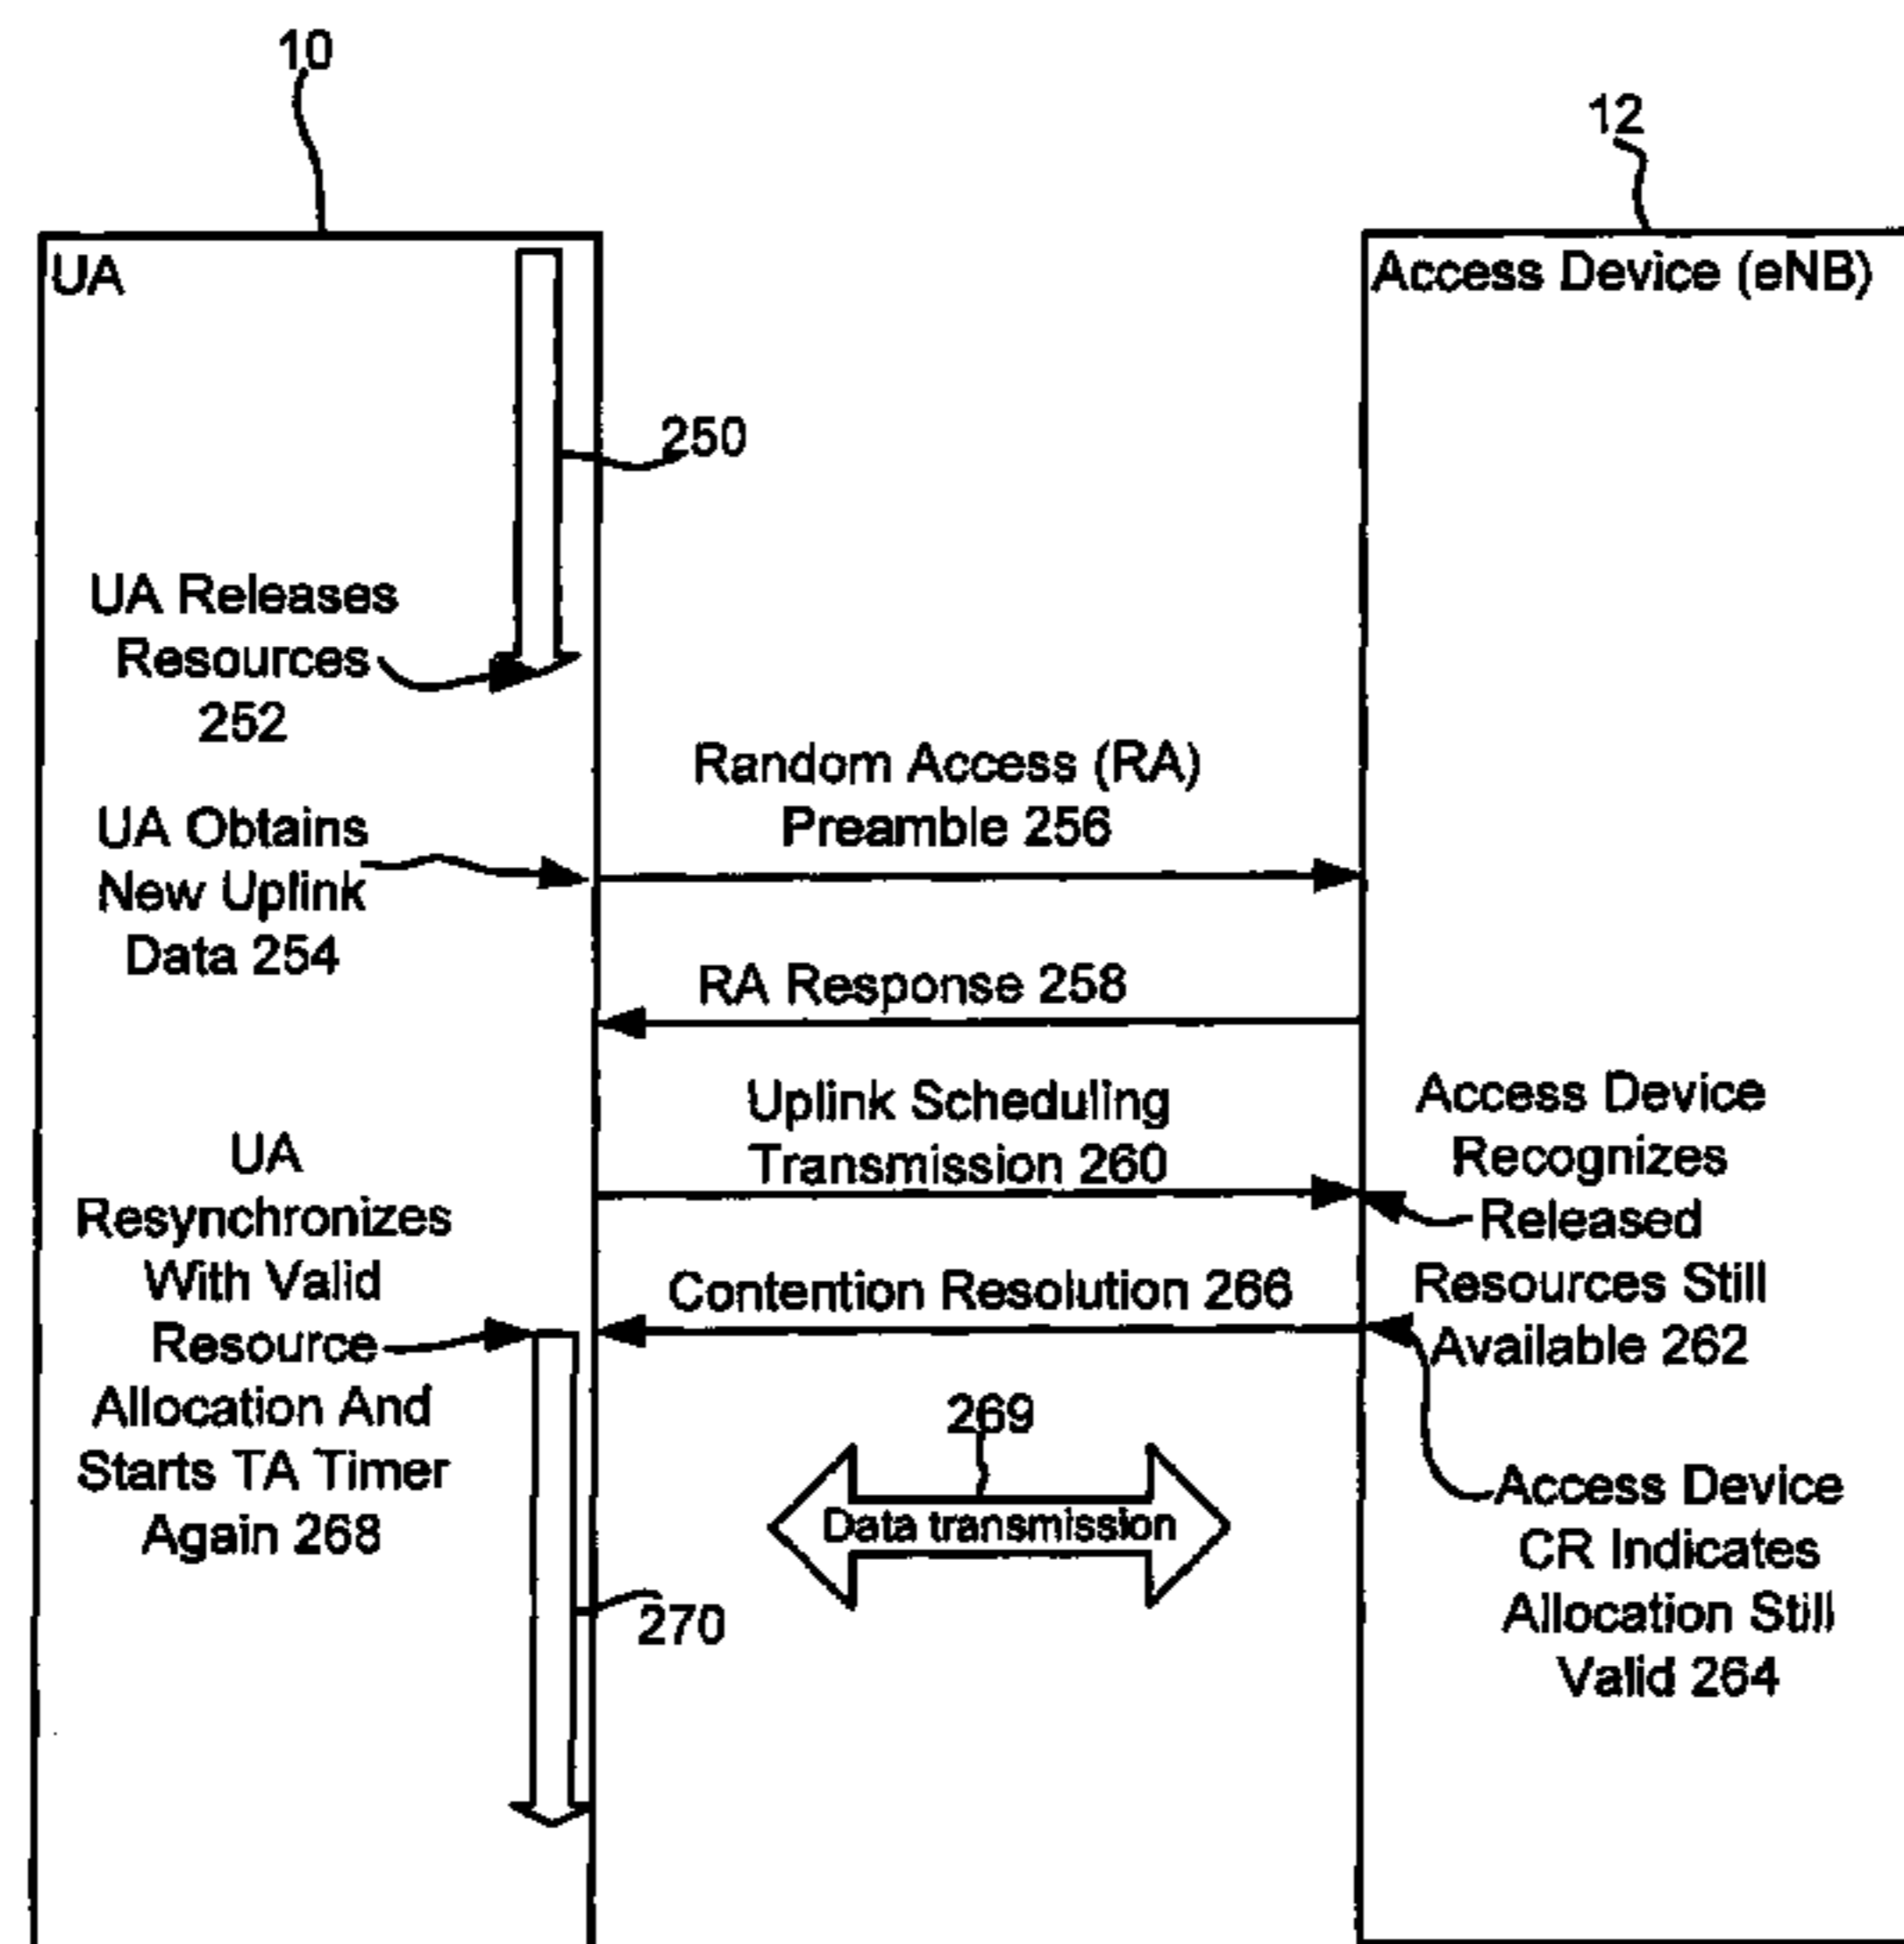 10
12
UA
Access Device (eNB)
250
UA Releases
Resources
252
Random Access (RA)
Preamble 256
UA Obtains
New Uplink
Data 254
RA Response 258
Uplink Scheduling
Transmission 260
Access Device
Recognizes
Released
Resources Still
Available 262
UA
Resynchronizes
With Valid
Resource
Allocation And
Starts TA Timer
Again 268
Contention Resolution 266
269
Data transmission
Access Device
CR Indicates
Allocation Still
Valid 264
270